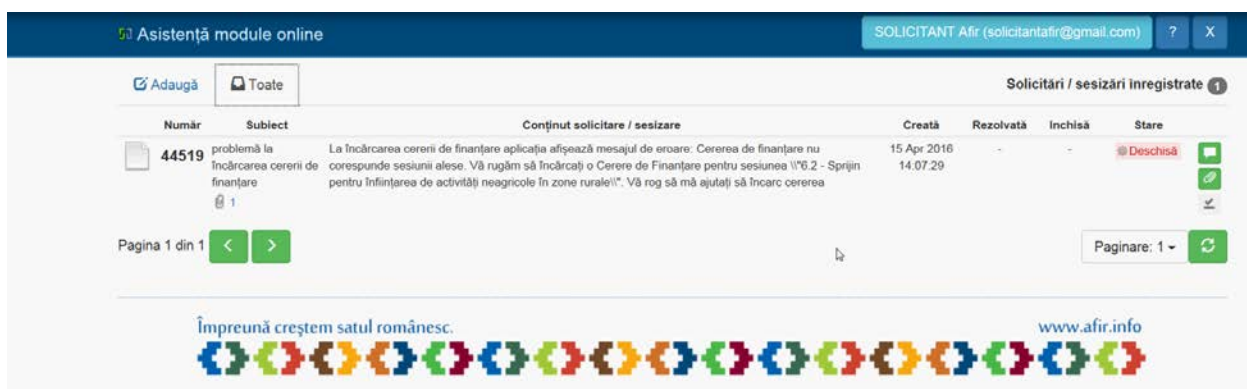 Asistență module online
SOLICITANT Afir (solicitantafir@gmail.com) ? X
Adaugă Toate Solicitări / sesizări înregistrate 1
Număr Subiect Conținut solicitare / sesizare Creată Rezolvată Inchisă Stare
44519 problemă la încărcarea cererii de finanțare
1
La încărcarea cererii de finanțare aplicația afișează mesajul de eroare: Cererea de finanțare nu
corespunde sesiunii alese. Vă rugăm să încărcați o Cerere de Finanțare pentru sesiunea \\"6.2 - Sprijin
pentru înființarea de activități neagricole în zone rurale\\". Vă rog să mă ajutați să încarc cererea
15 Apr 2016
14.07.29
- - Deschisă
Pagina 1 din 1 < > Paginare: 1
Împreună creștem satul românesc. www.afir.info